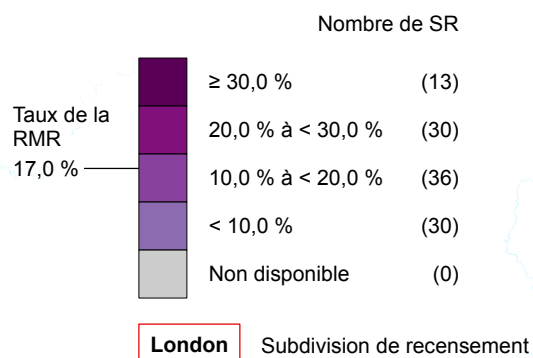 Nombre de SR
≥ 30,0 % (13)
Taux de la
RMR
17,0 %
20,0 % à < 30,0 % (30)
10,0 % à < 20,0 % (36)
< 10,0 % (30)
Non disponible (0)
London Subdivision de recensement